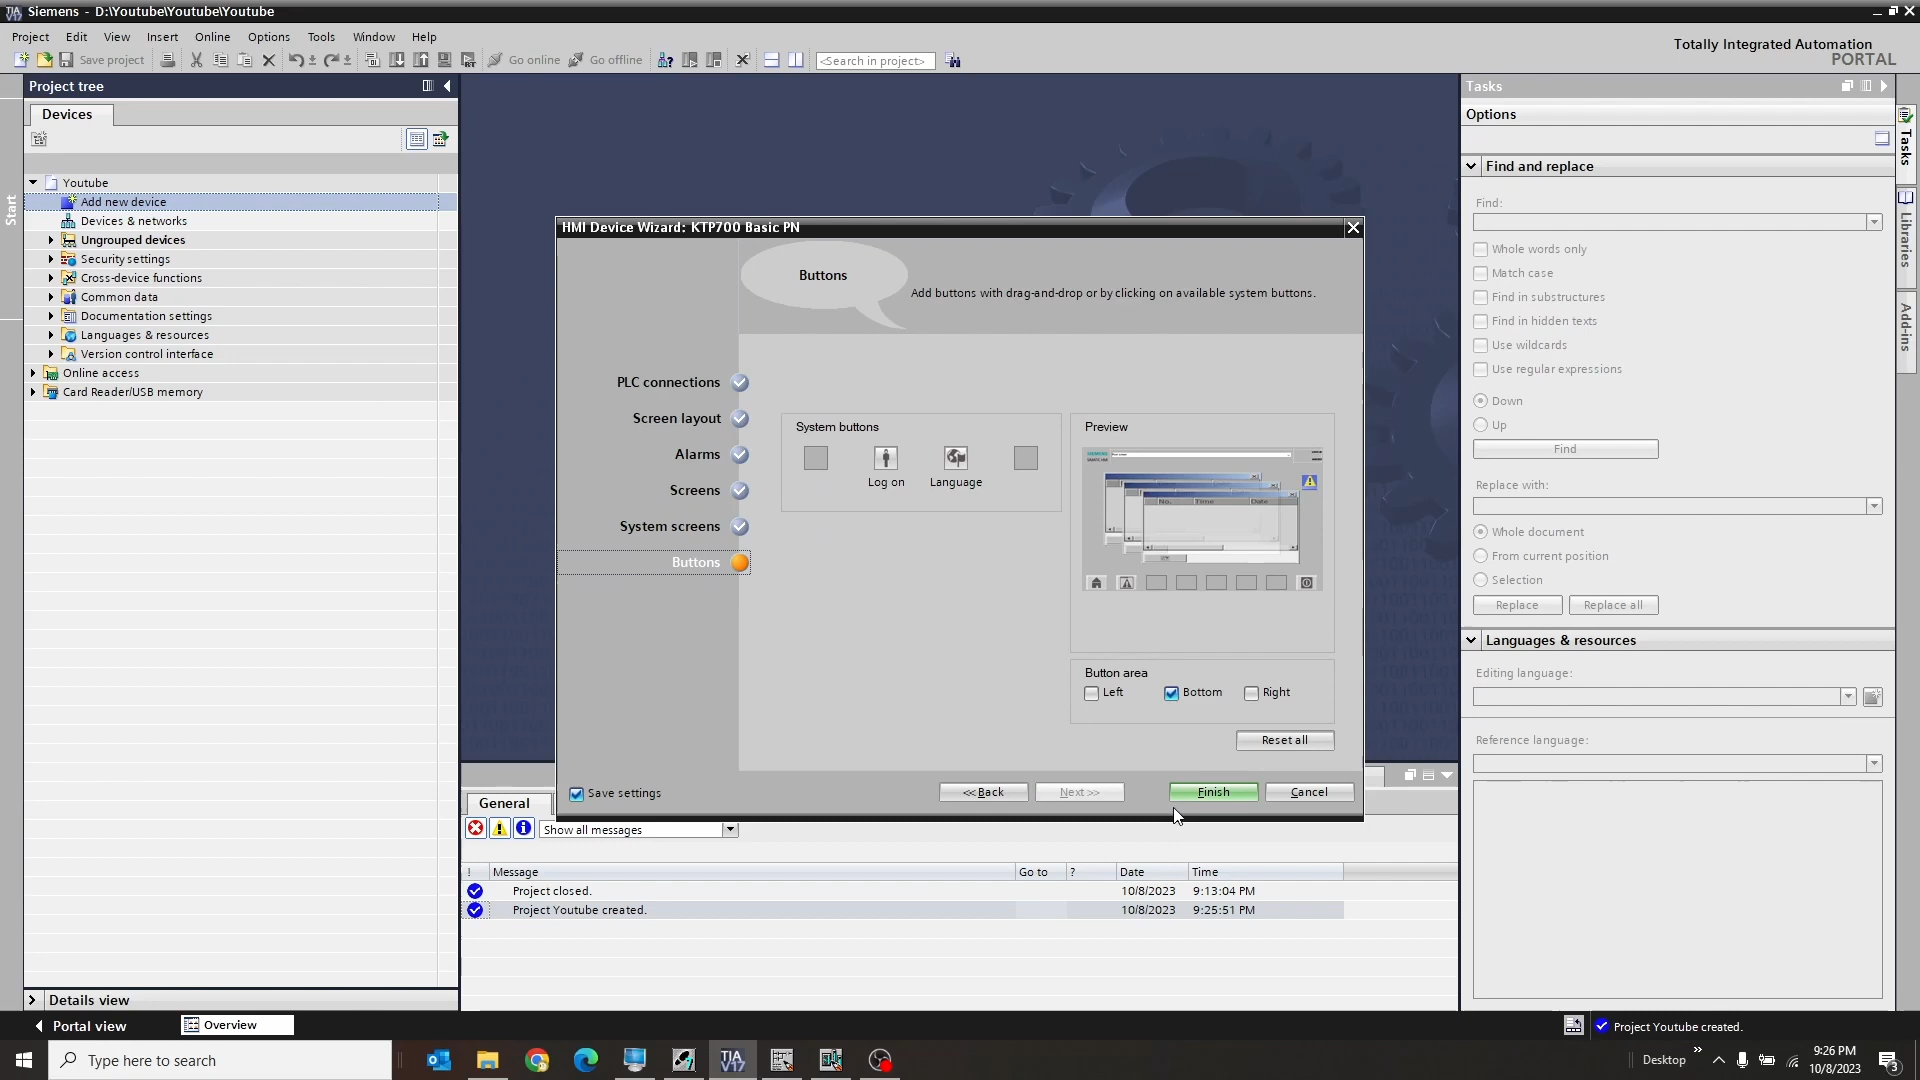 Siemens - D:\Youtube\Youtube\Youtube
Project Edit View Insert Online Options Tools Window Help
Save project Go online Go offline <Search in project>
Totally Integrated Automation
PORTAL
Project tree
Devices
Start
Youtube
Add new device
Devices & networks
Ungrouped devices
Security settings
Cross-device functions
Common data
Documentation settings
Languages & resources
Version control interface
Online access
Card Reader/USB memory
Details view
HMI Device Wizard: KTP700 Basic PN
Buttons
Add buttons with drag-and-drop or by clicking on available system buttons.
PLC connections
Screen layout
Alarms
Screens
System screens
Buttons
System buttons
Log on
Language
Preview
SIEMENS
SIMATIC HMI
No. Time Date
Button area
Left Bottom Right
Reset all
Save settings
<<Back Next >> Finish Cancel
General
Show all messages
! Message Go to ? Date Time
Project closed. 10/8/2023 9:13:04 PM
Project Youtube created. 10/8/2023 9:25:51 PM
Tasks
Options
Find and replace
Find:
Whole words only
Match case
Find in substructures
Find in hidden texts
Use wildcards
Use regular expressions
Down
Up
Find
Replace with:
Whole document
From current position
Selection
Replace Replace all
Languages & resources
Editing language:
Reference language:
Tasks
Libraries
Add-ins
Portal view
Overview
Project Youtube created.
Type here to search
TIA
V17
Desktop
9:26 PM
10/8/2023
3